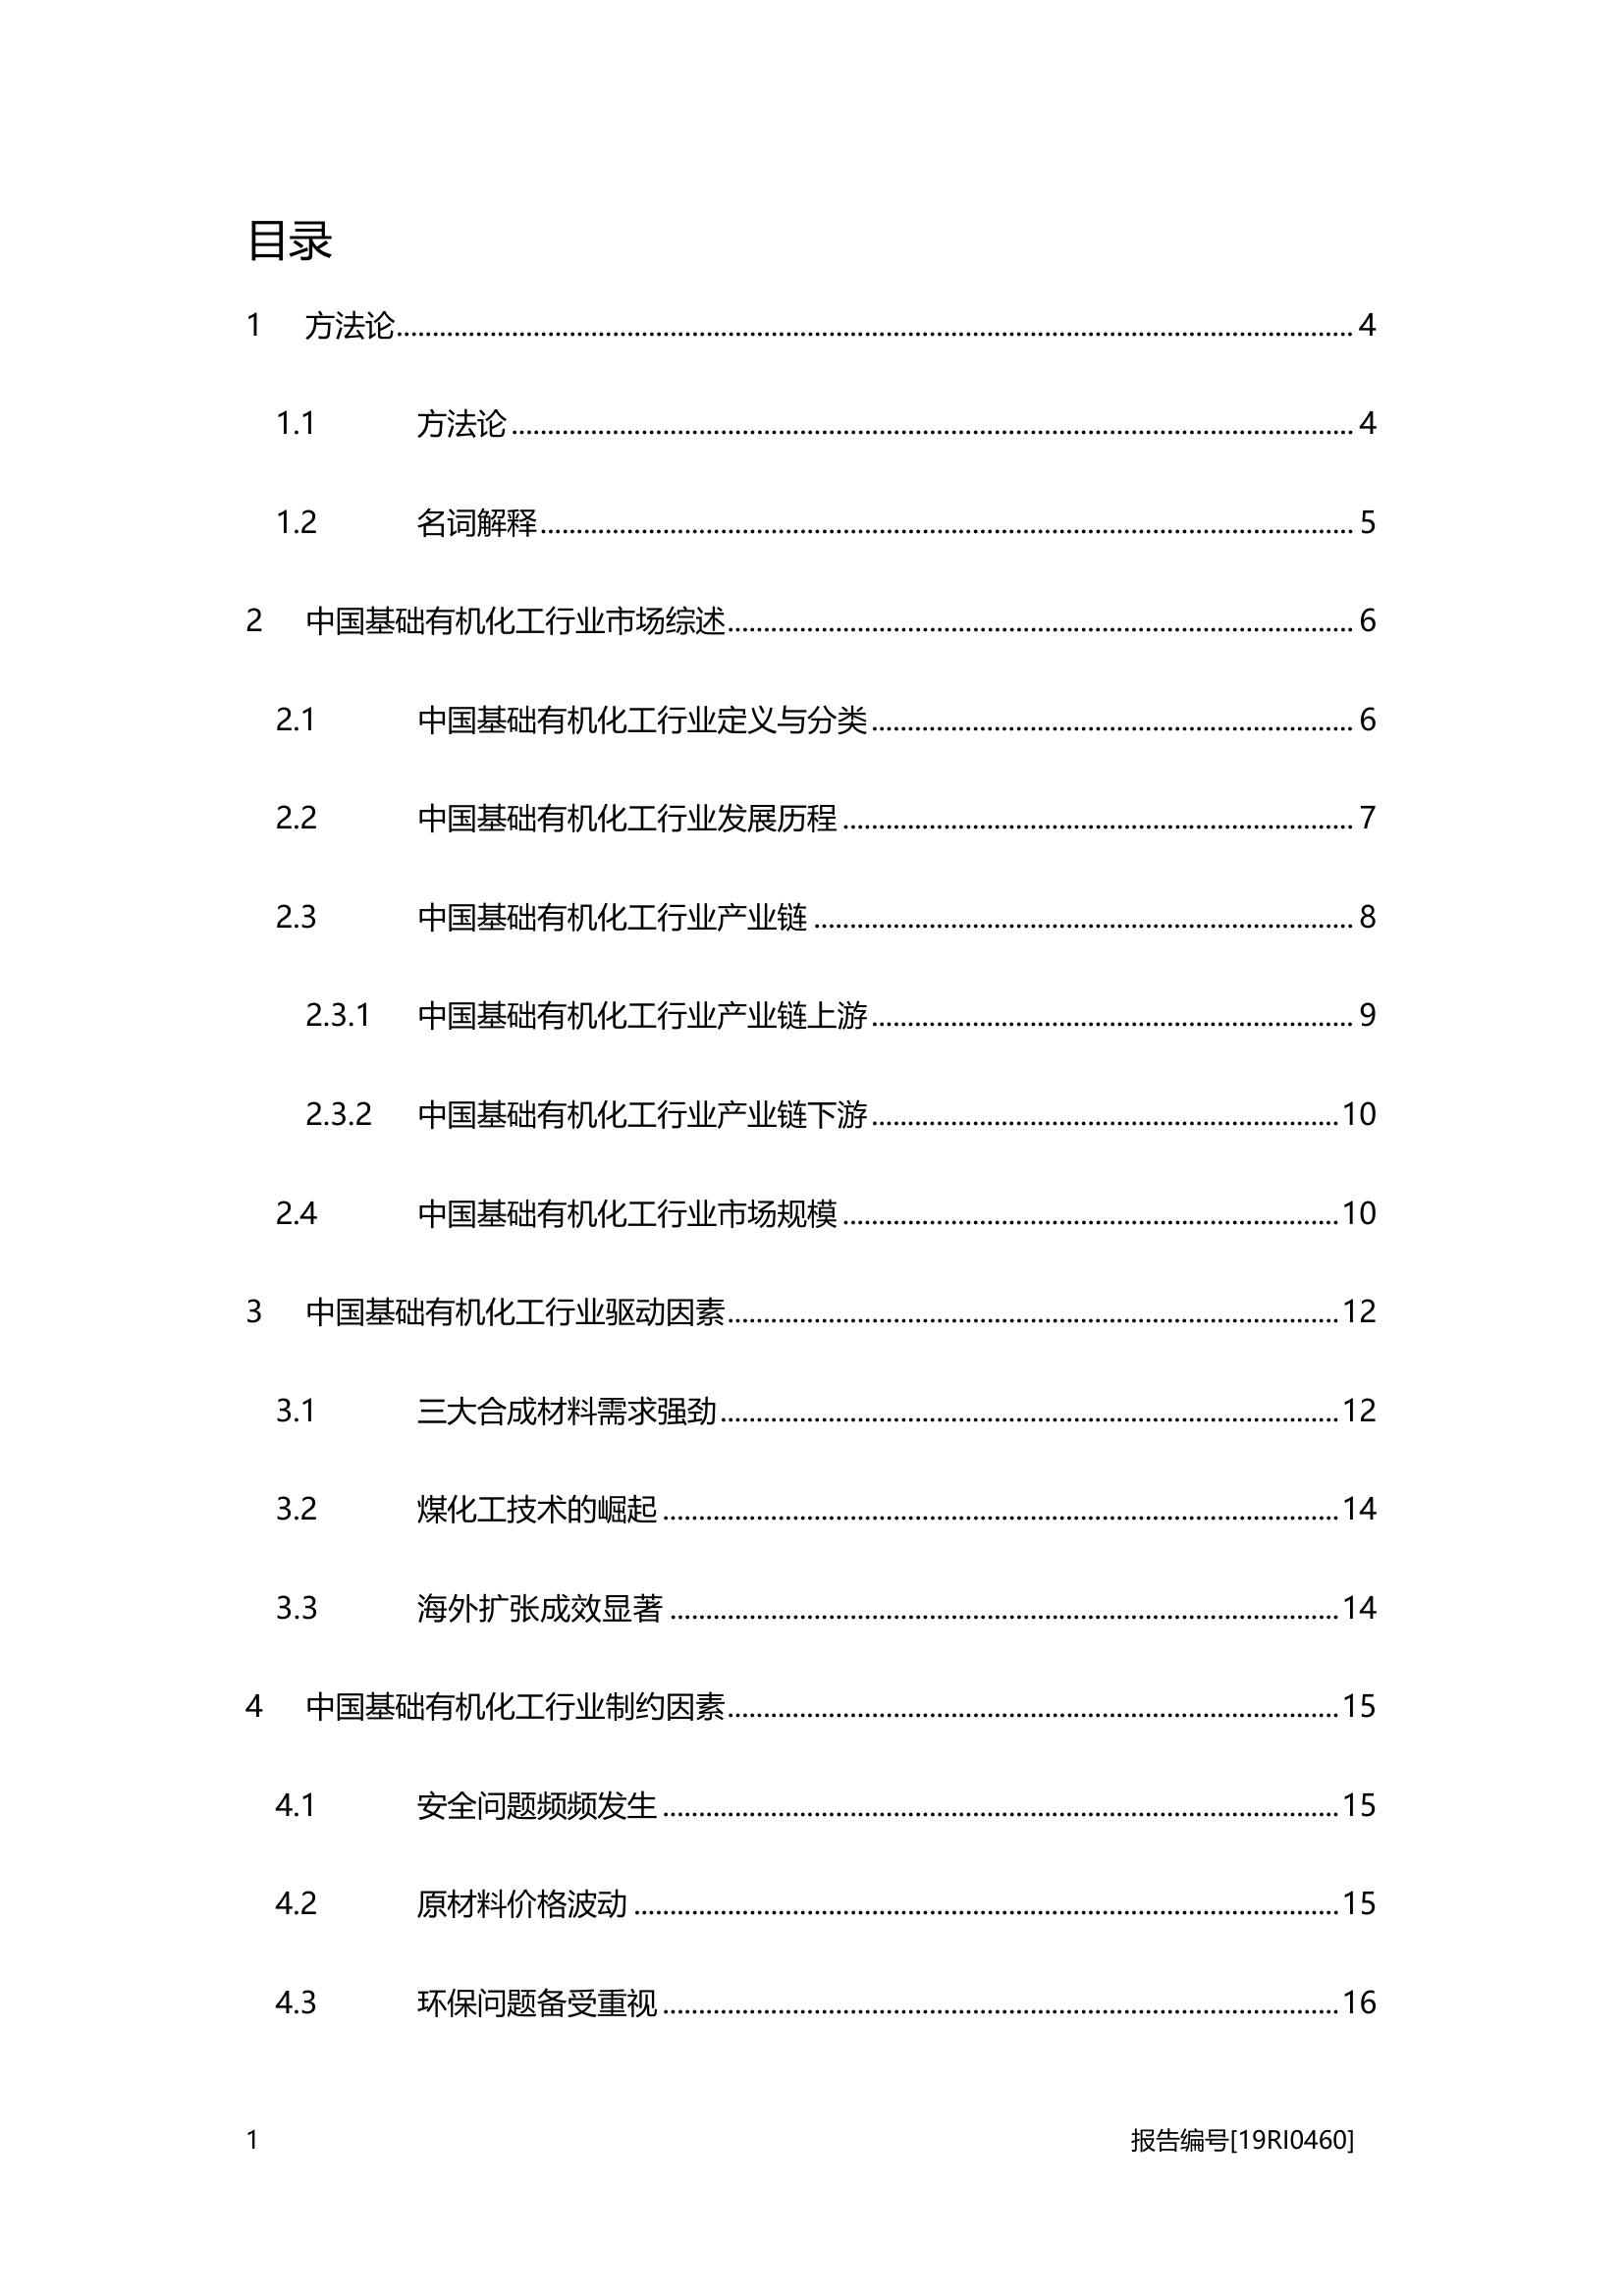 目录
1 方法论........ 4
1.1 方法论........ 4
1.2 名词解释........ 5
2 中国基础有机化工行业市场综述........ 6
2.1 中国基础有机化工行业定义与分类........ 6
2.2 中国基础有机化工行业发展历程........ 7
2.3 中国基础有机化工行业产业链........ 8
2.3.1 中国基础有机化工行业产业链上游........ 9
2.3.2 中国基础有机化工行业产业链下游........ 10
2.4 中国基础有机化工行业市场规模........ 10
3 中国基础有机化工行业驱动因素........ 12
3.1 三大合成材料需求强劲........ 12
3.2 煤化工技术的崛起........ 14
3.3 海外扩张成效显著........ 14
4 中国基础有机化工行业制约因素........ 15
4.1 安全问题频频发生........ 15
4.2 原材料价格波动........ 15
4.3 环保问题备受重视........ 16
1 报告编号[19RI0460]